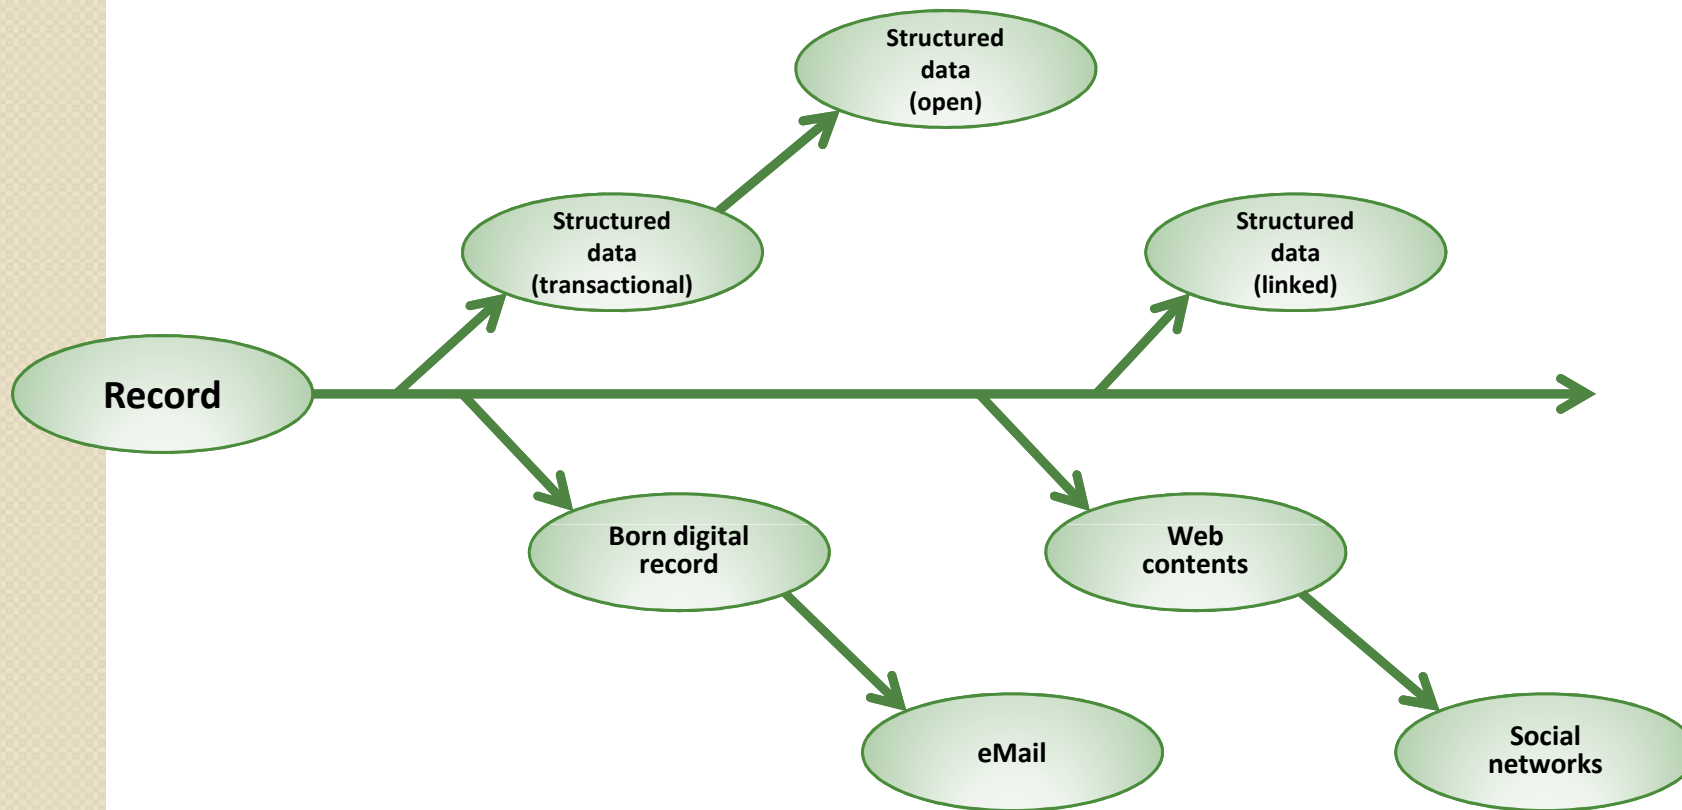 Structured
data
(open)
Structured
data
(transactional)
Structured
data
(linked)
Record
Born digital
record
Web
contents
eMail
Social
networks